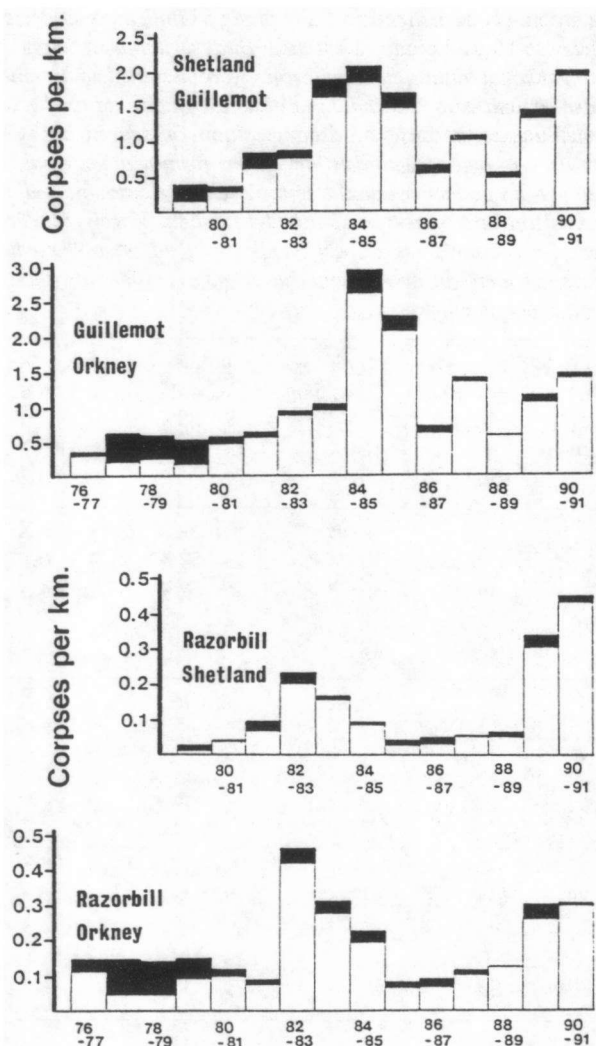 Corpses per km.
2.5
2.0
1.5
1.0
0.5
Shetland
Guillemot
80 82 84 86 88 90
-81 -83 -85 -87 -89 -91
3.0
2.5
2.0
1.5
1.0
0.5
Guillemot
Orkney
76 78 80 82 84 86 88 90
-77 -79 -81 -83 -85 -87 -89 -91
Corpses per km.
0.5
0.4
0.3
0.2
0.1
Razorbill
Shetland
80 82 84 86 88 90
-81 -83 -85 -87 -89 -91
0.5
0.4
0.3
0.2
0.1
Razorbill
Orkney
76 78 80 82 84 86 88 90
-77 -79 -81 -83 -85 -87 -89 -91